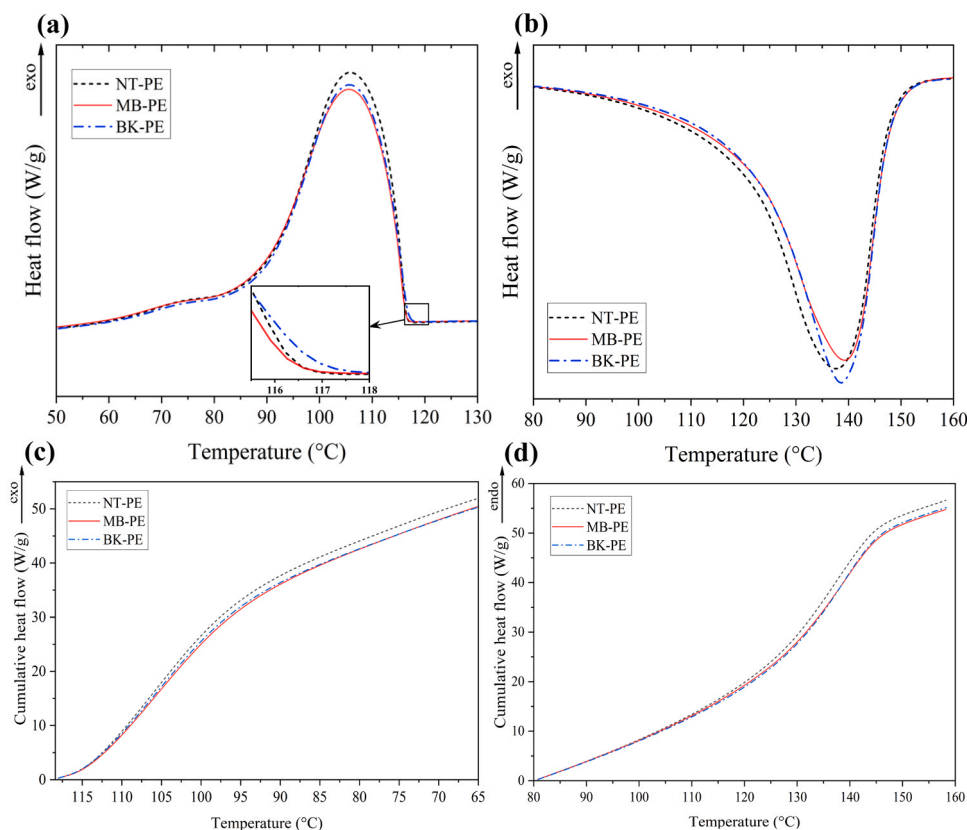 (a)
exo
NT-PE
MB-PE
BK-PE
Heat flow (W/g)
116 117 118
50 60 70 80 90 100 110 120 130
Temperature (°C)
(b)
exo
Heat flow (W/g)
NT-PE
MB-PE
BK-PE
80 90 100 110 120 130 140 150 160
Temperature (°C)
(c)
exo
NT-PE
MB-PE
BK-PE
Cumulative heat flow (W/g)
50
40
30
20
10
0
115 110 105 100 95 90 85 80 75 70 65
Temperature (°C)
(d)
endo
NT-PE
MB-PE
BK-PE
Cumulative heat flow (W/g)
60
50
40
30
20
10
0
80 90 100 110 120 130 140 150 160
Temperature (°C)